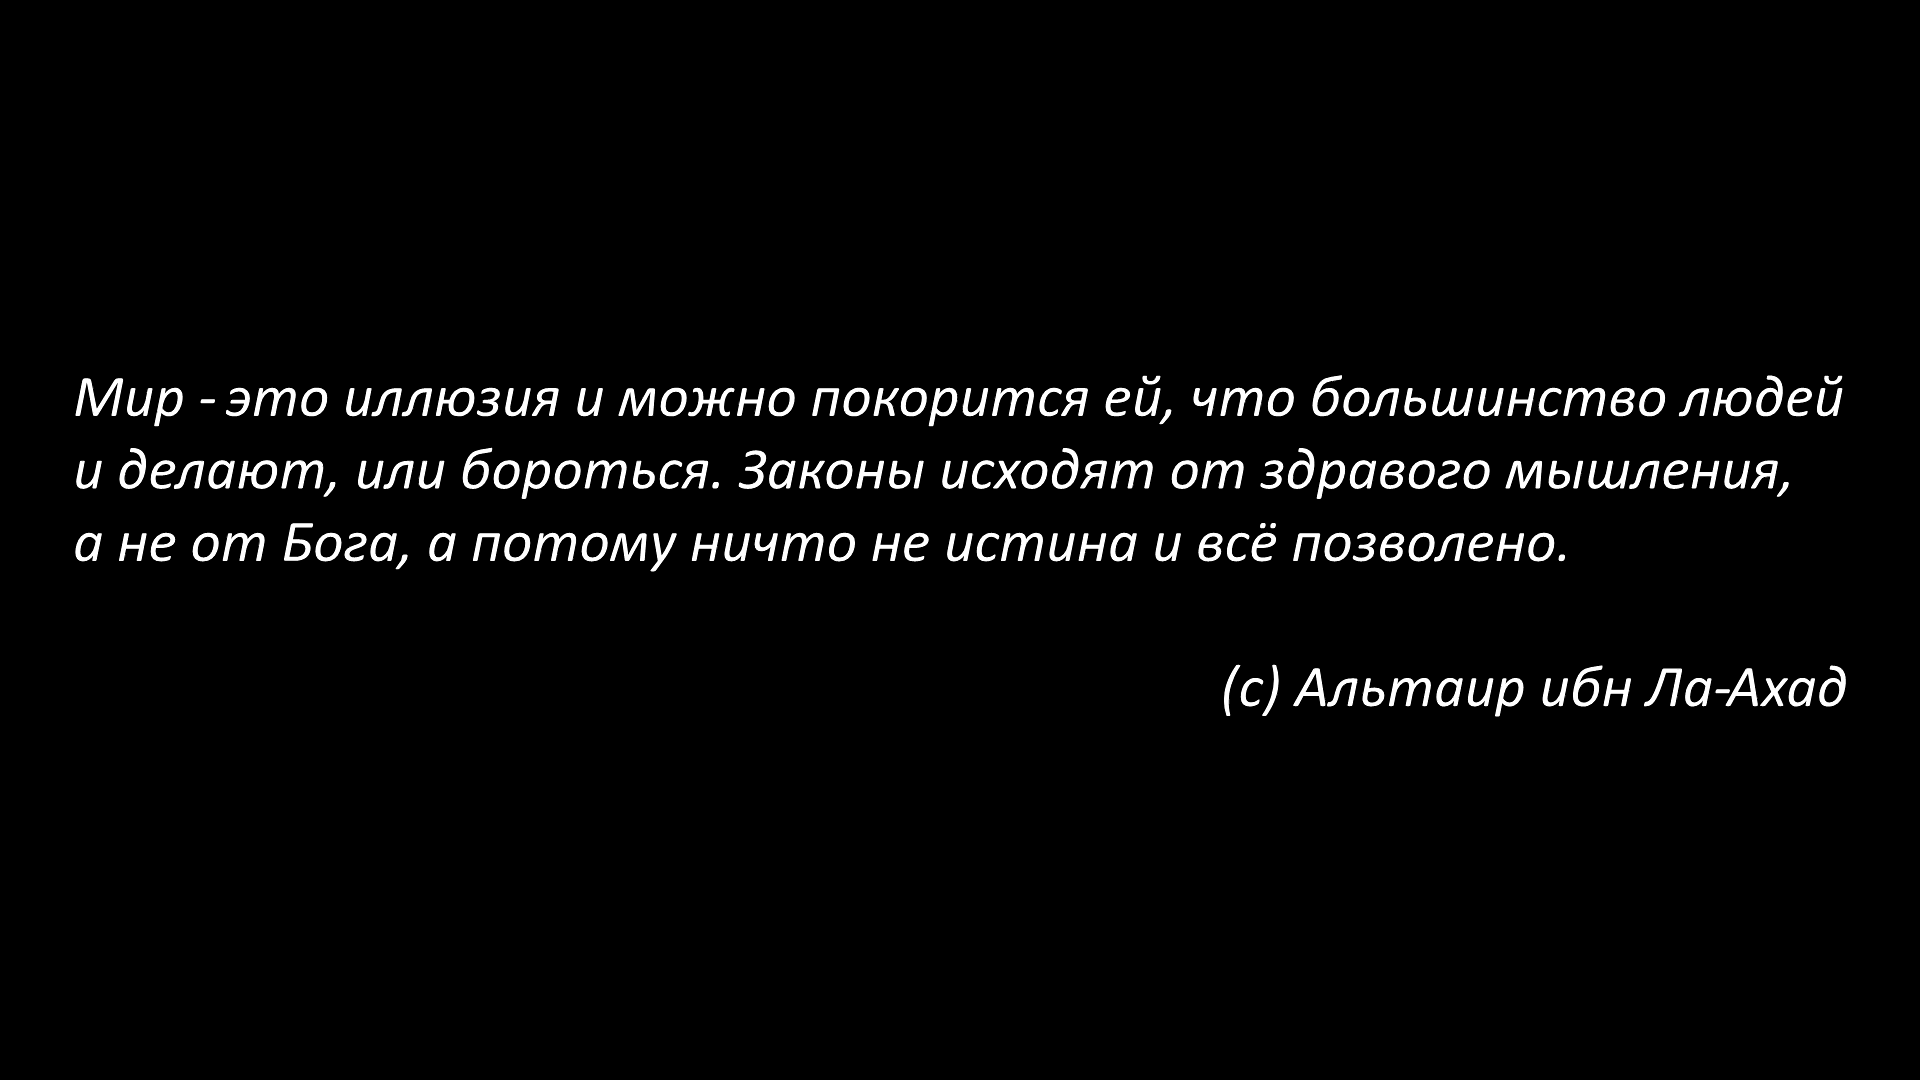 Мир - это иллюзия и можно покорится ей, что большинство людей
и делают, или бороться. Законы исходят от здравого мышления,
а не от Бога, а потому ничто не истина и всё позволено.
(с) Альтаир ибн Ла-Ахад